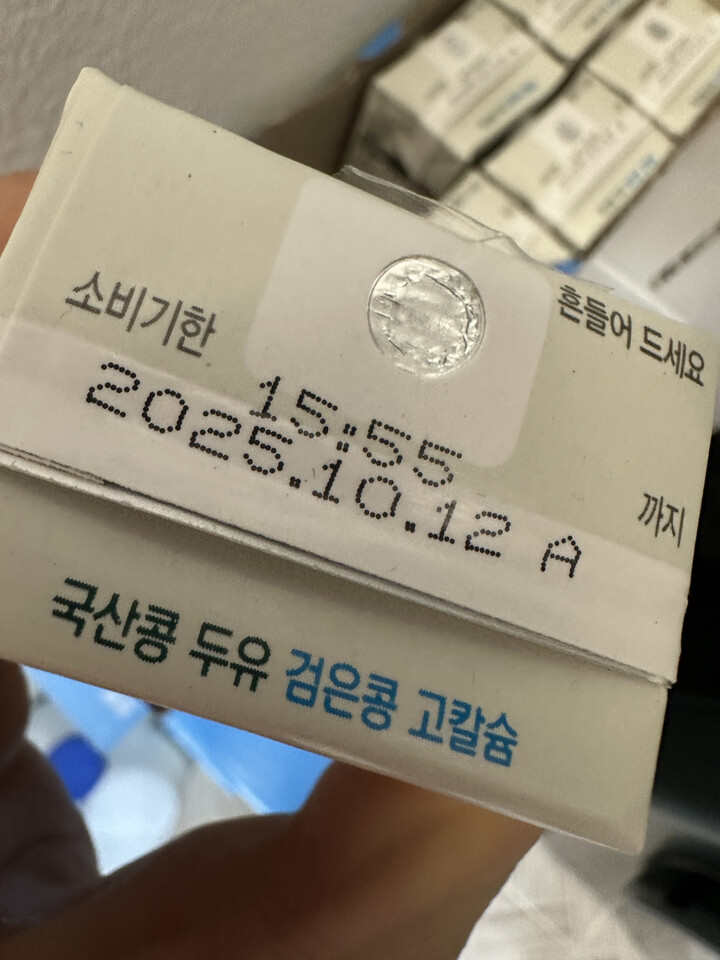 소비기한
흔들어 드세요
15:55
2025.10.12 A
까지
국산콩 두유 검은콩 고칼슘